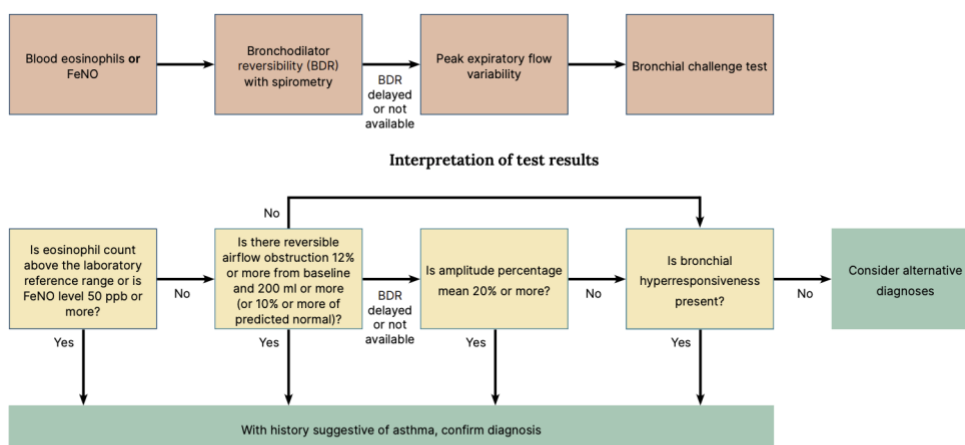 Blood eosinophils or
FeNO
Bronchodilator
reversibility (BDR)
with spirometry
BDR
delayed
or not
available
Peak expiratory flow
variability
Bronchial challenge test
Interpretation of test results
Is eosinophil count
above the laboratory
reference range or is
FeNO level 50 ppb or
more?
No
Yes
No
Is there reversible
airflow obstruction 12%
or more from baseline
and 200 ml or more
(or 10% or more of
predicted normal)?
BDR
delayed
or not
available
Yes
Is amplitude percentage
mean 20% or more?
No
Yes
Is bronchial
hyperresponsiveness
present?
No
Yes
Consider alternative
diagnoses
With history suggestive of asthma, confirm diagnosis